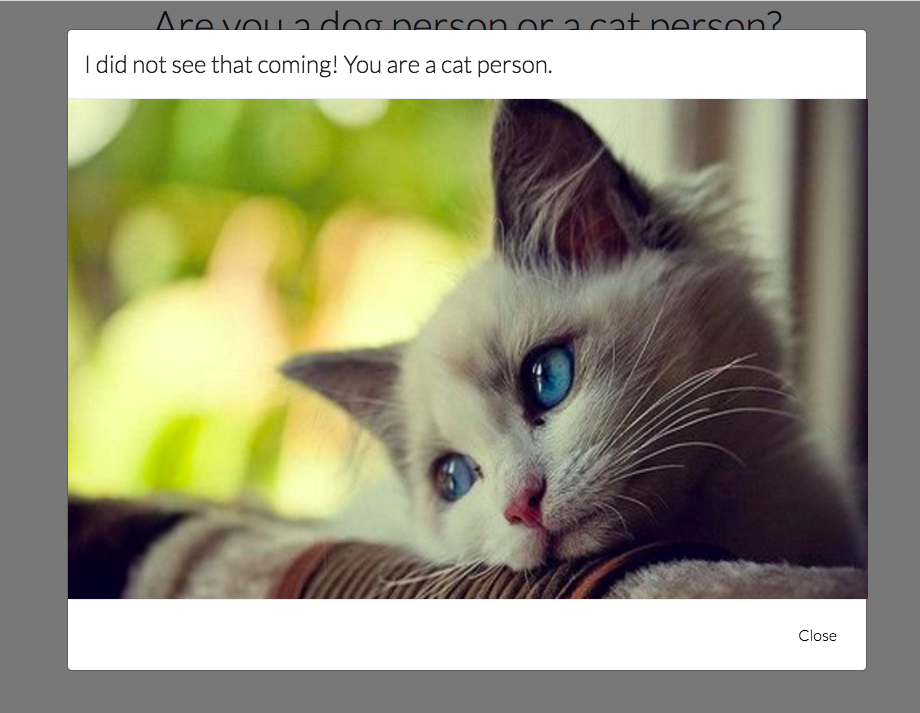 Are you a dog person or a cat person?
I did not see that coming! You are a cat person.
Close